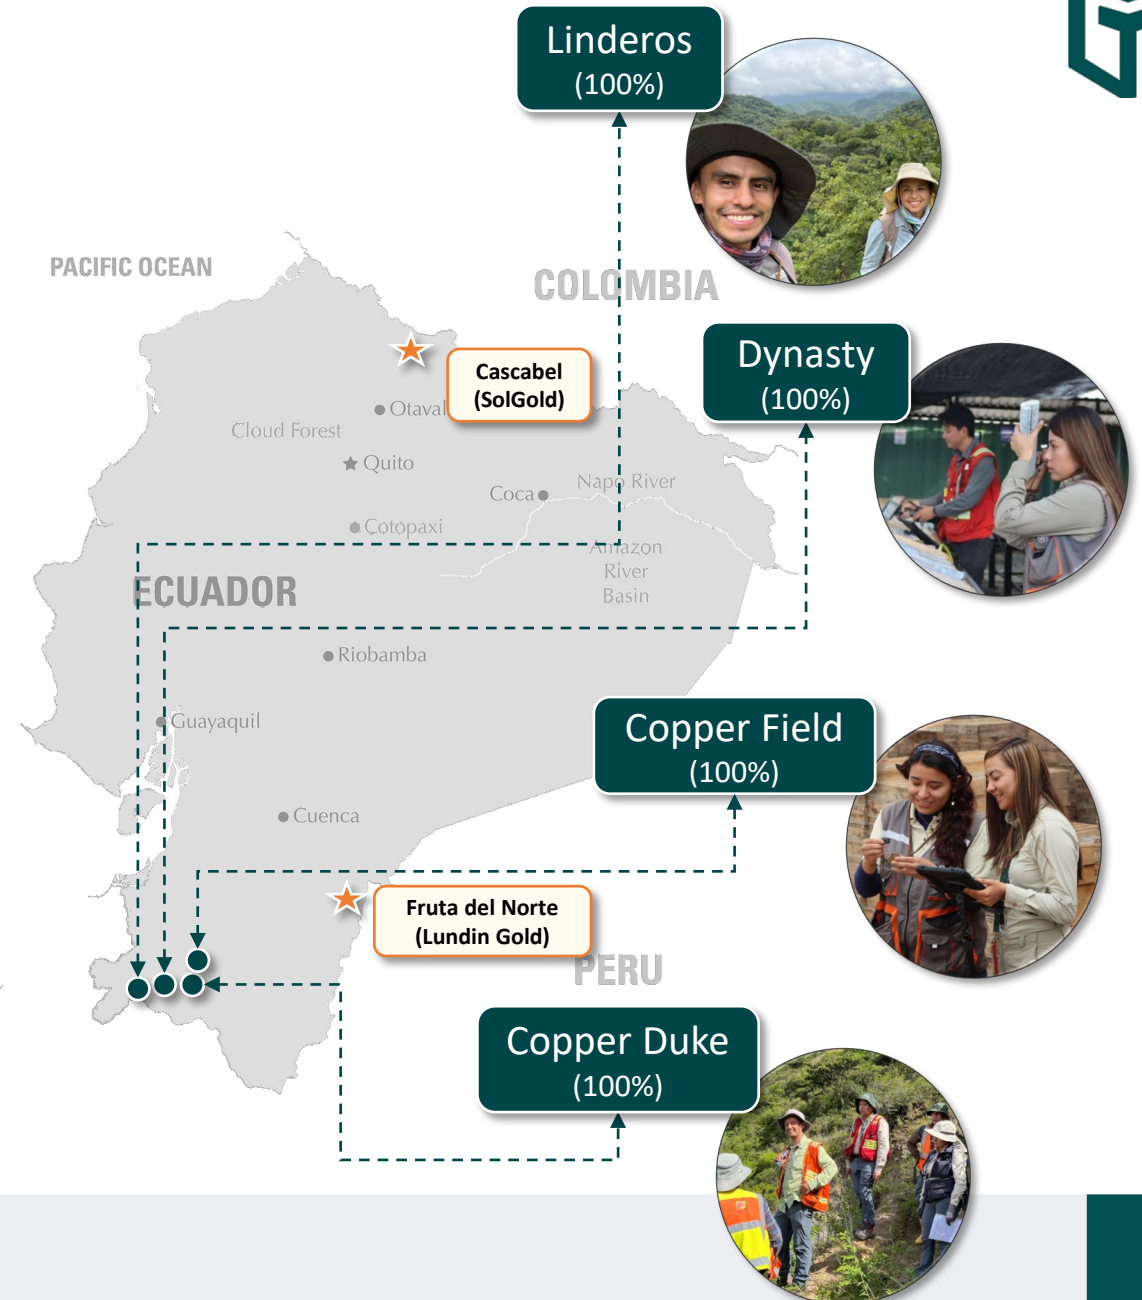 Linderos
(100%)
PACIFIC OCEAN
COLOMBIA
Dynasty
(100%)
Cascabel
(SolGold)
Otaval
Cloud Forest
Quito
Coca
Napo River
Cotopaxi
Amazon
River
Basin
ECUADOR
Riobamba
Copper Field
(100%)
Guayaquil
Cuenca
Fruta del Norte
(Lundin Gold)
PERU
Copper Duke
(100%)